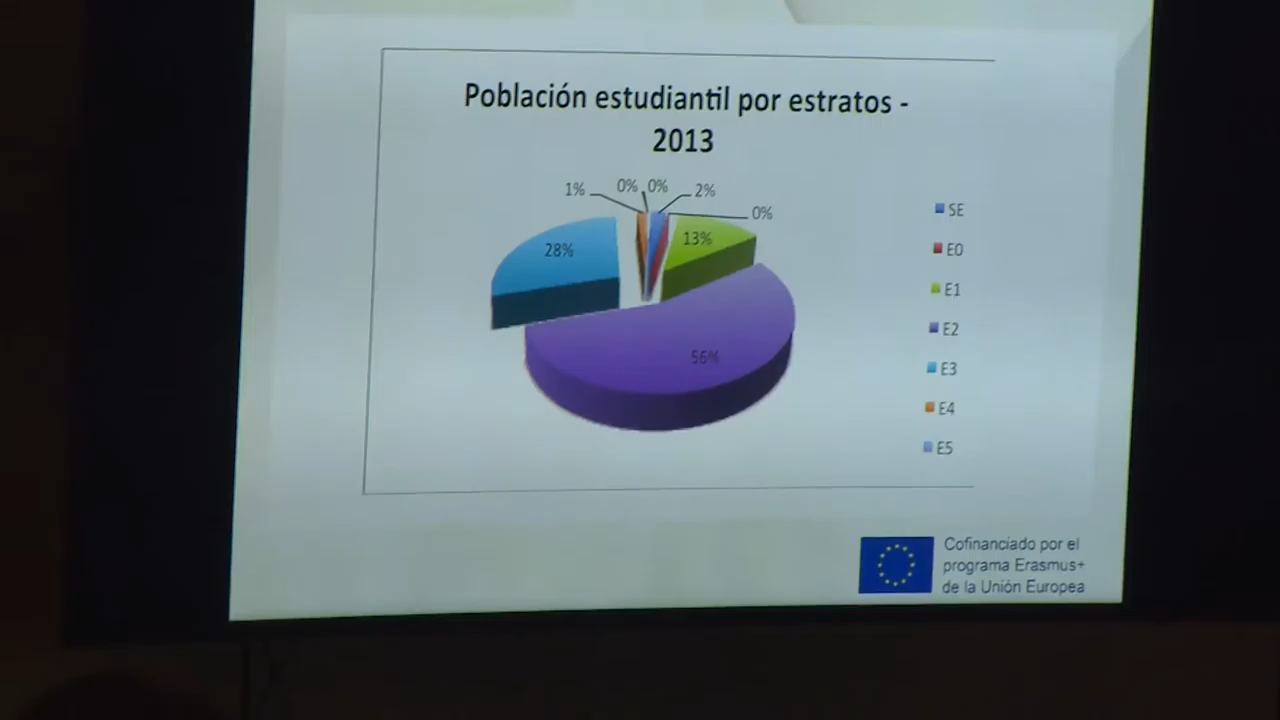 Población estudiantil por estratos -
2013
1%
0%
0%
2%
0%
28%
13%
56%
SE
E0
E1
E2
E3
E4
E5
Cofinanciado por el
programa Erasmus+
de la Unión Europea